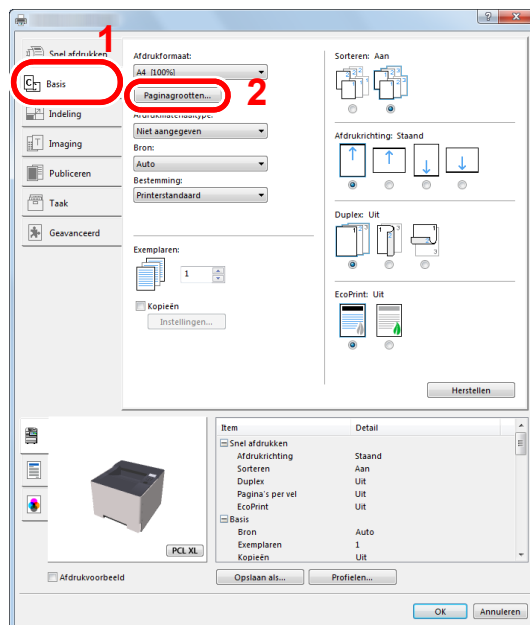 1
Snel afdrukken
Basis
Indeling
Imaging
Publiceren
Taak
Geavanceerd
Afdrukformaat:
A4 [100%]
Paginagrootten...
2
Afdrukmateriaaltype:
Niet aangegeven
Bron:
Auto
Bestemming:
Printerstandaard
Exemplaren:
1
Kopieën
Instellingen...
Sorteren: Aan
Afdrukrichting: Staand
Duplex: Uit
EcoPrint: Uit
Herstellen
PCL XL
Afdrukvoorbeeld
Item Detail
Snel afdrukken
Afdrukrichting Staand
Sorteren Aan
Duplex Uit
Pagina's per vel Uit
EcoPrint Uit
Basis
Bron Auto
Exemplaren 1
Kopieën Uit
Opslaan als... Profielen...
OK Annuleren